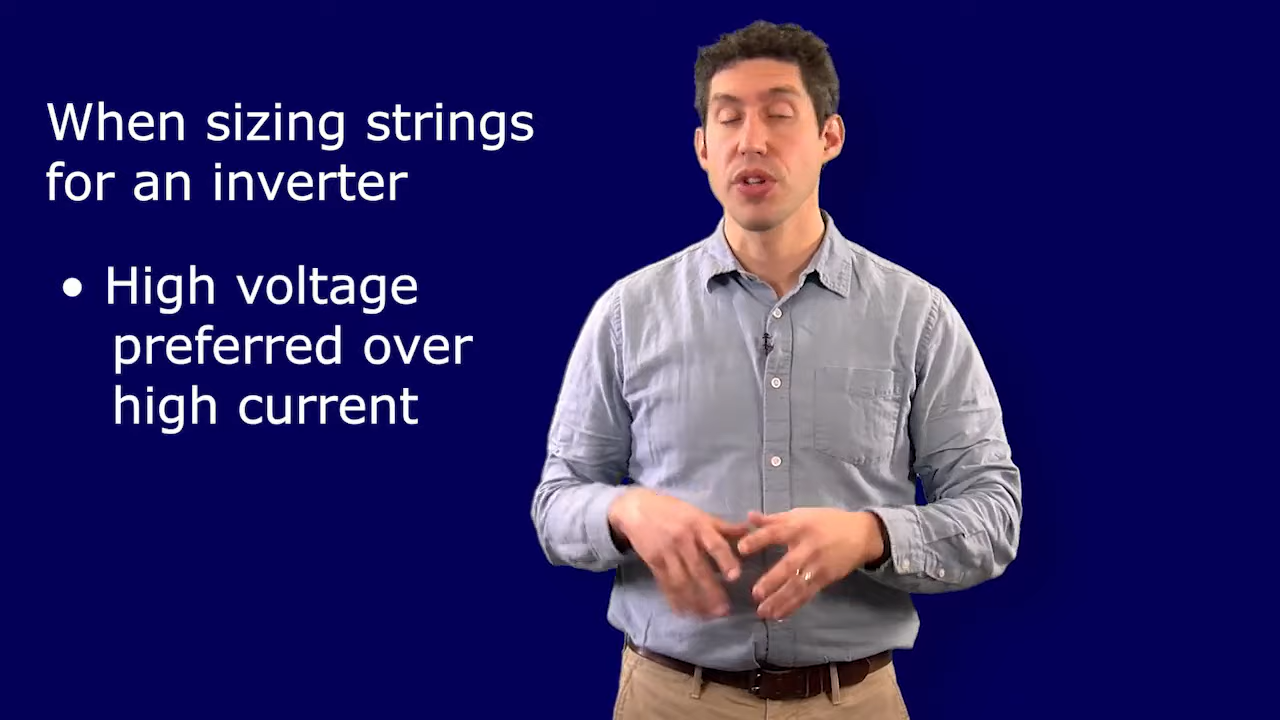 When sizing strings
for an inverter
• High voltage
preferred over
high current